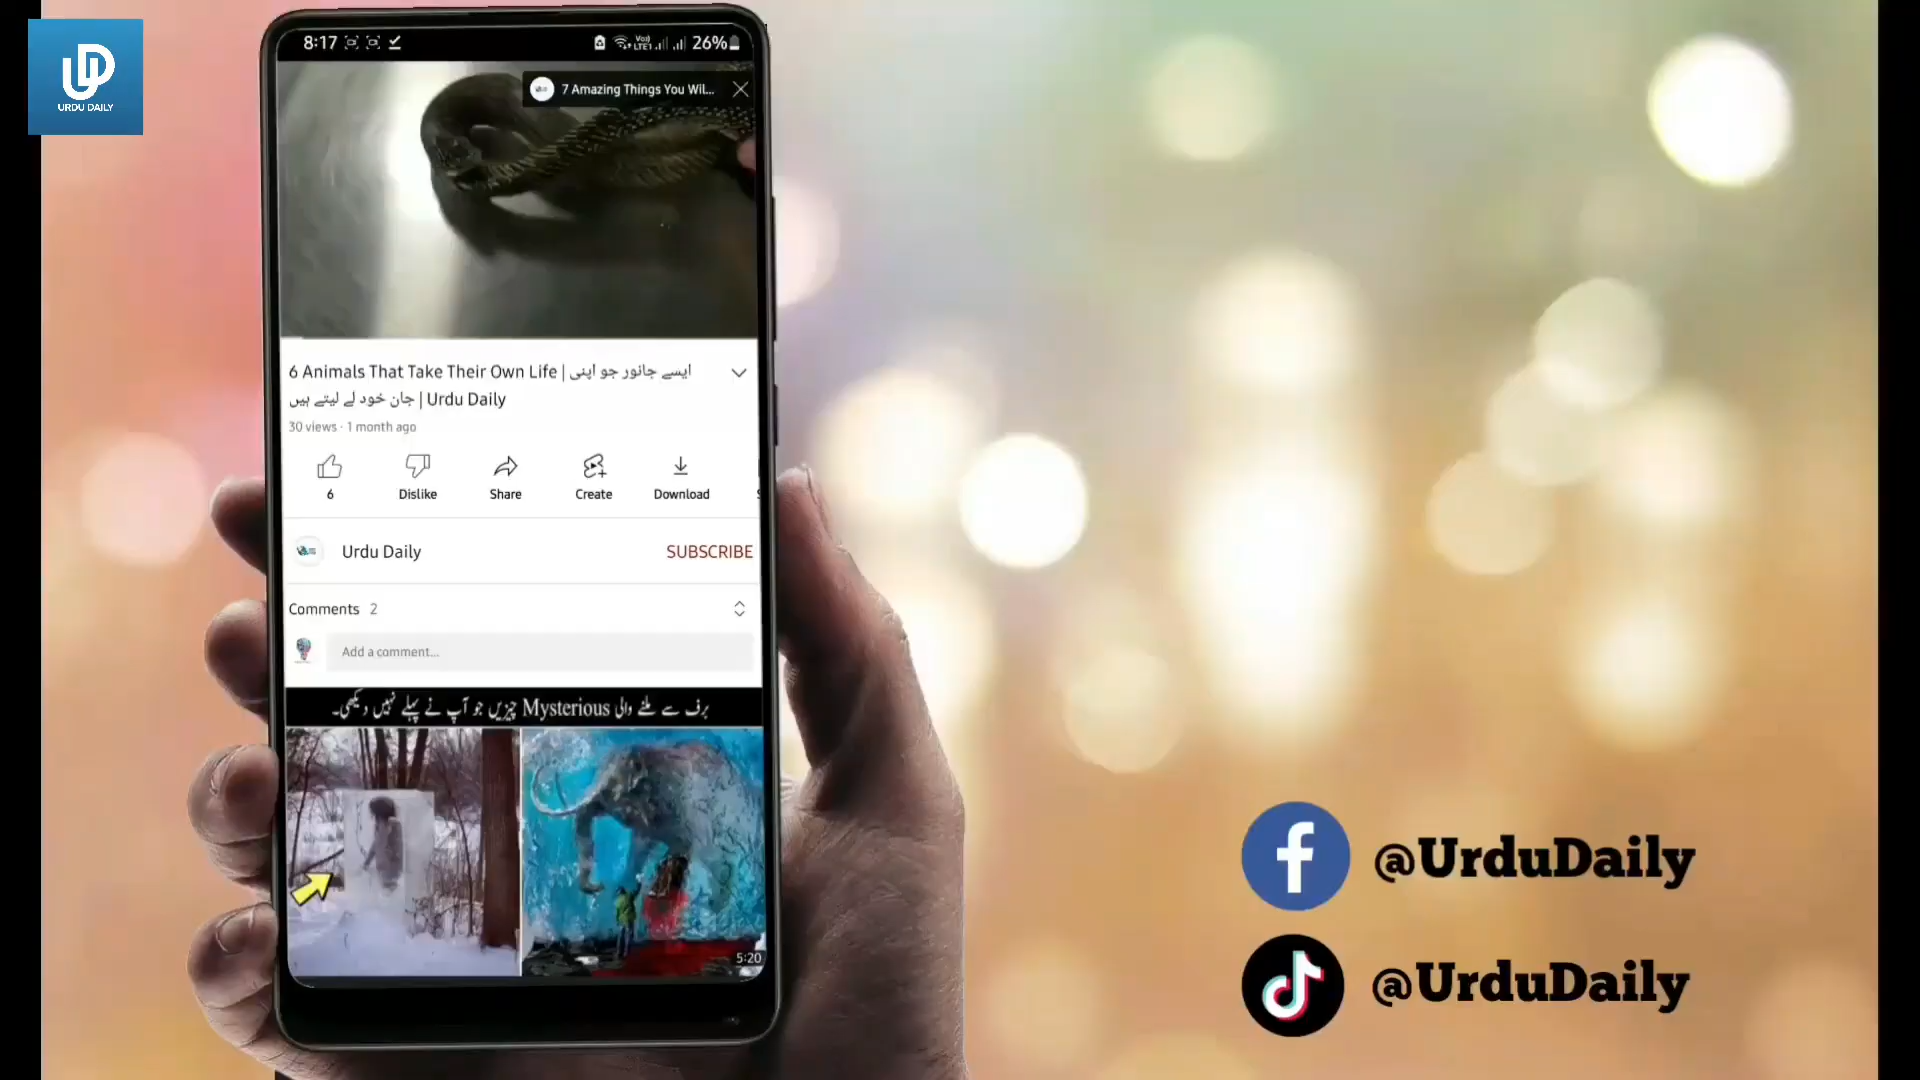 UD
URDU DAILY
8:17
Vo))
LTE1
26%
7 Amazing Things You Wil...
6 Animals That Take Their Own Life | ایسے جانور جو اپنی
جان خود لے لیتے ہیں | Urdu Daily
30 views · 1 month ago
6
Dislike
Share
Create
Download
Urdu Daily
SUBSCRIBE
Comments 2
Add a comment...
برف سے ملنے والی Mysterious چیزیں جو آپ نے پہلے نہیں دیکھی۔
5:20
@UrduDaily
@UrduDaily